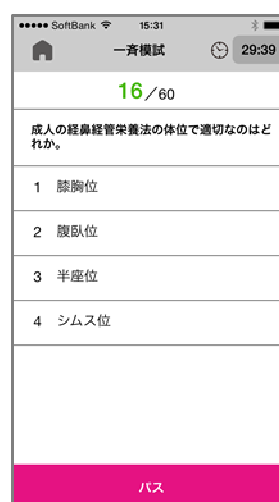 SoftBank 15:31
一斉模試 29:39
16/60
成人の経鼻経管栄養法の体位で適切なのはど
れか。
1 膝胸位
2 腹臥位
3 半座位
4 シムス位
パス